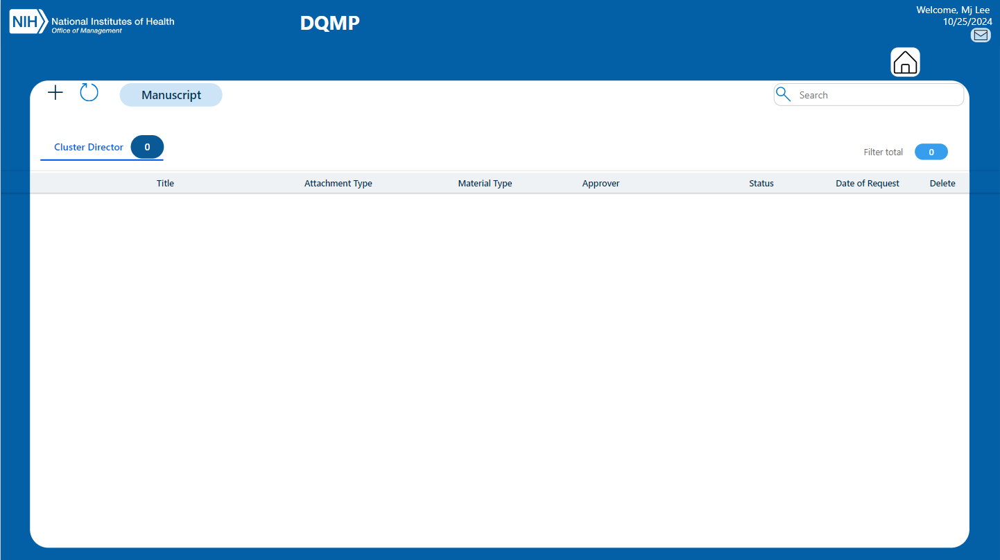 NIH National Institutes of Health
Office of Management
DQMP
Welcome, Mj Lee
10/25/2024
Manuscript
Search
Cluster Director 0
Filter total 0
Title Attachment Type Material Type Approver Status Date of Request Delete